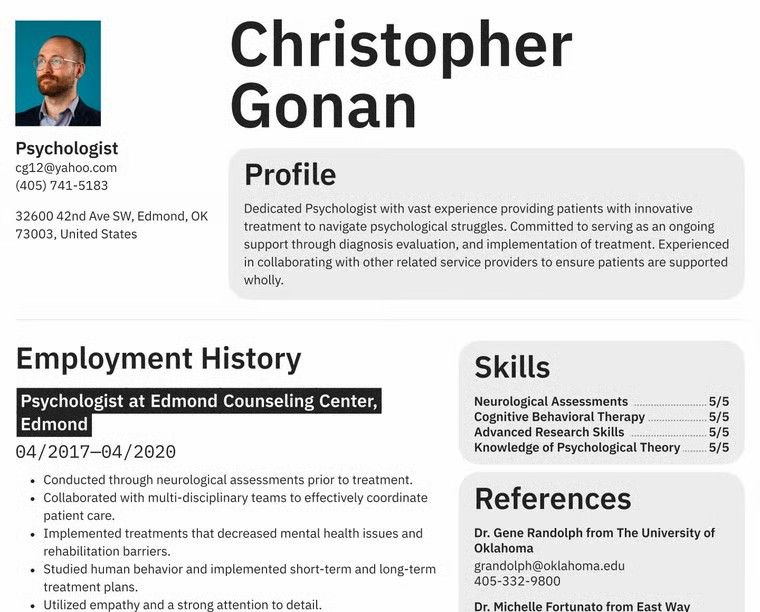 Christopher
Gonan
Psychologist
cg12@yahoo.com
(405) 741-5183
32600 42nd Ave SW, Edmond, OK
73003, United States
Profile
Dedicated Psychologist with vast experience providing patients with innovative
treatment to navigate psychological struggles. Committed to serving as an ongoing
support through diagnosis evaluation, and implementation of treatment. Experienced
in collaborating with other related service providers to ensure patients are supported
wholly.
Employment History
Psychologist at Edmond Counseling Center,
Edmond
04/2017—04/2020
• Conducted through neurological assessments prior to treatment.
• Collaborated with multi-disciplinary teams to effectively coordinate
patient care.
• Implemented treatments that decreased mental health issues and
rehabilitation barriers.
• Studied human behavior and implemented short-term and long-term
treatment plans.
• Utilized empathy and a strong attention to detail.
Skills
Neurological Assessments 5/5
Cognitive Behavioral Therapy 5/5
Advanced Research Skills 5/5
Knowledge of Psychological Theory 5/5
References
Dr. Gene Randolph from The University of
Oklahoma
grandolph@oklahoma.edu
405-332-9800
Dr. Michelle Fortunato from East Way